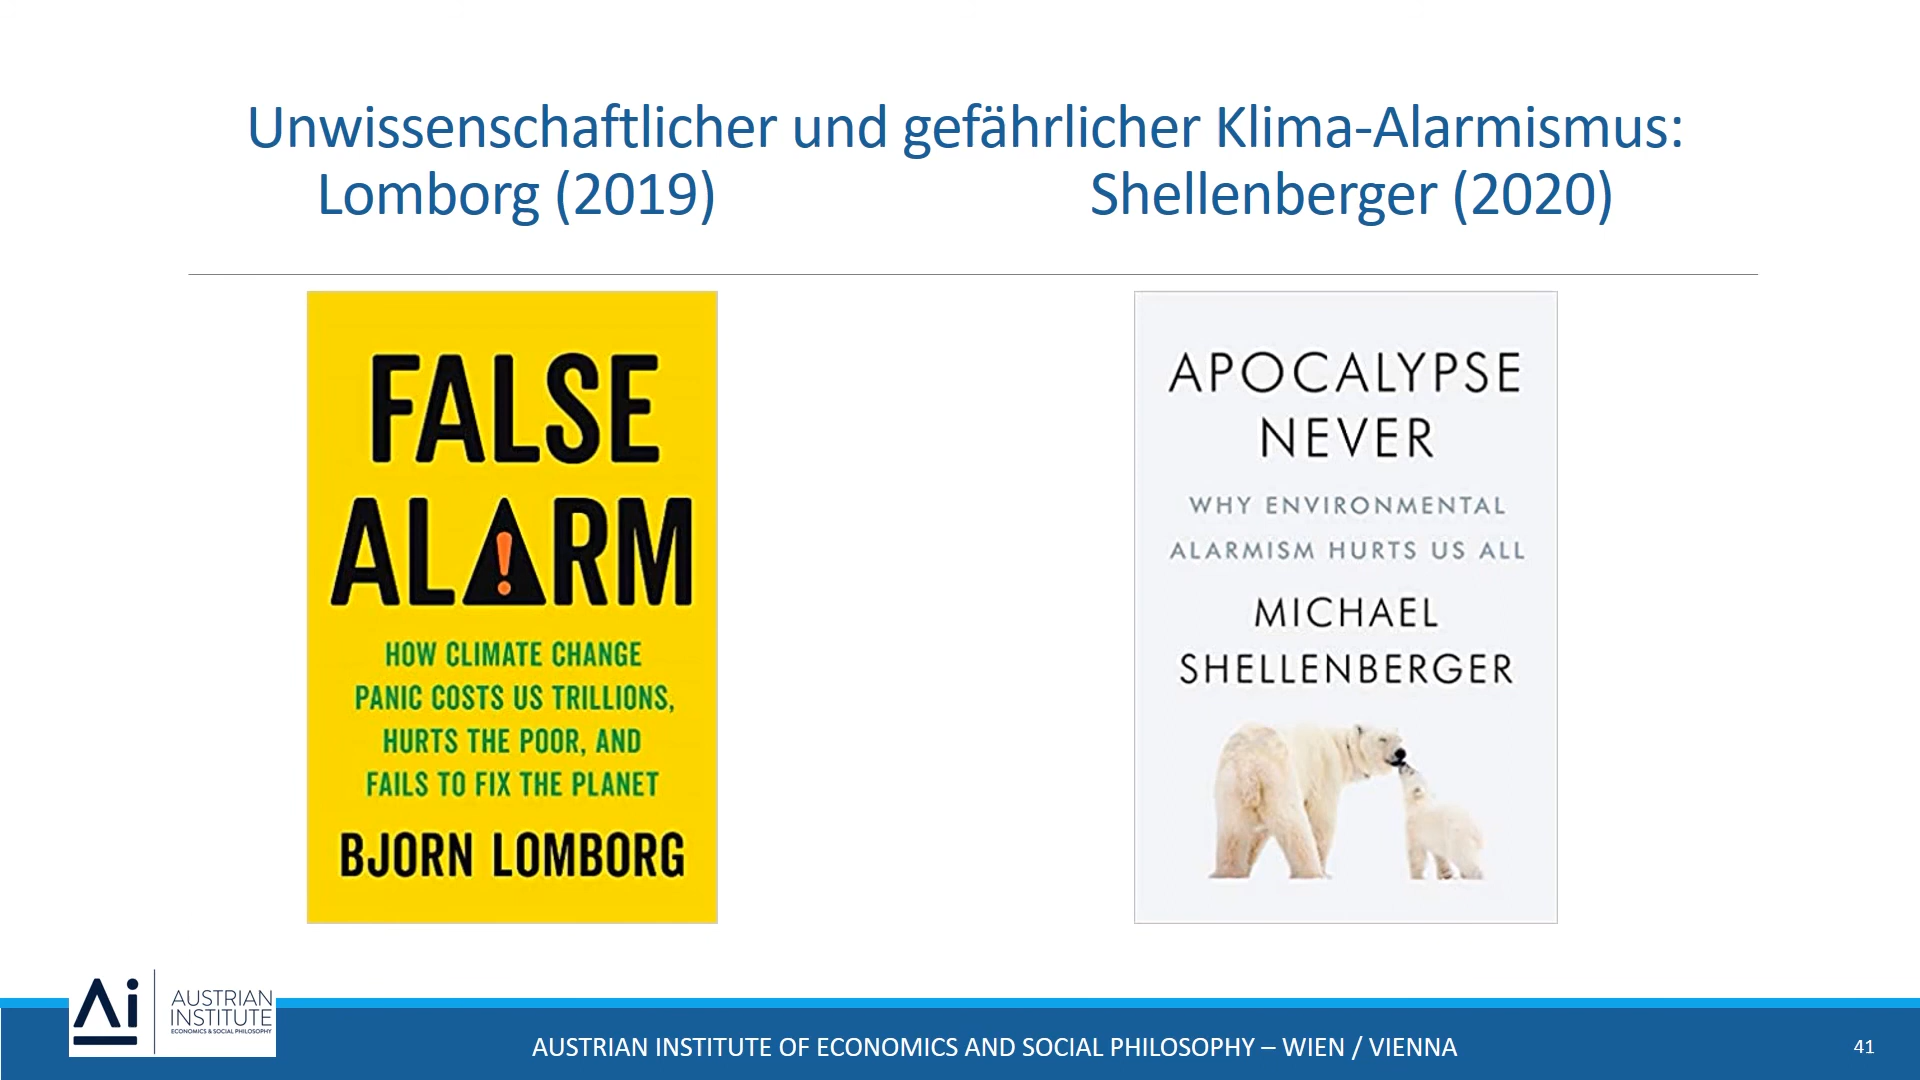 Unwissenschaftlicher und gefährlicher Klima-Alarmismus:
Lomborg (2019) Shellenberger (2020)
FALSE
ALARM
HOW CLIMATE CHANGE
PANIC COSTS US TRILLIONS,
HURTS THE POOR, AND
FAILS TO FIX THE PLANET
BJORN LOMBORG
APOCALYPSE
NEVER
WHY ENVIRONMENTAL
ALARMISM HURTS US ALL
MICHAEL
SHELLENBERGER
Ai
AUSTRIAN
INSTITUTE
ECONOMICS & SOCIAL PHILOSOPHY
AUSTRIAN INSTITUTE OF ECONOMICS AND SOCIAL PHILOSOPHY – WIEN / VIENNA
41